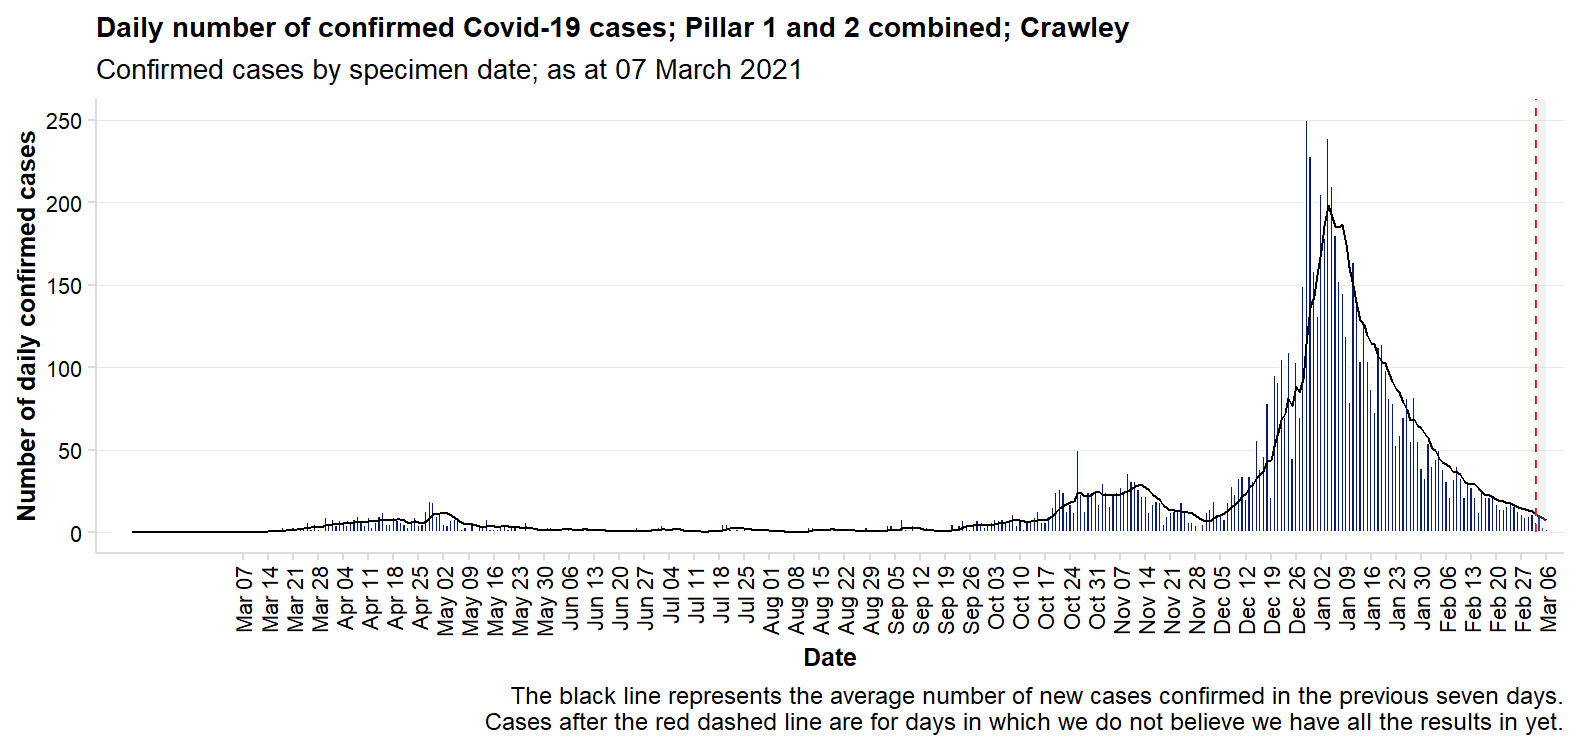 Daily number of confirmed Covid-19 cases; Pillar 1 and 2 combined; Crawley
Confirmed cases by specimen date; as at 07 March 2021
Number of daily confirmed cases
250
200
150
100
50
0
Mar 07
Mar 14
Mar 21
Mar 28
Apr 04
Apr 11
Apr 18
Apr 25
May 02
May 09
May 16
May 23
May 30
Jun 06
Jun 13
Jun 20
Jun 27
Jul 04
Jul 11
Jul 18
Jul 25
Aug 01
Aug 08
Aug 15
Aug 22
Aug 29
Sep 05
Sep 12
Sep 19
Sep 26
Oct 03
Oct 10
Oct 17
Oct 24
Oct 31
Nov 07
Nov 14
Nov 21
Nov 28
Dec 05
Dec 12
Dec 19
Dec 26
Jan 02
Jan 09
Jan 16
Jan 23
Jan 30
Feb 06
Feb 13
Feb 20
Feb 27
Mar 06
Date
The black line represents the average number of new cases confirmed in the previous seven days.
Cases after the red dashed line are for days in which we do not believe we have all the results in yet.